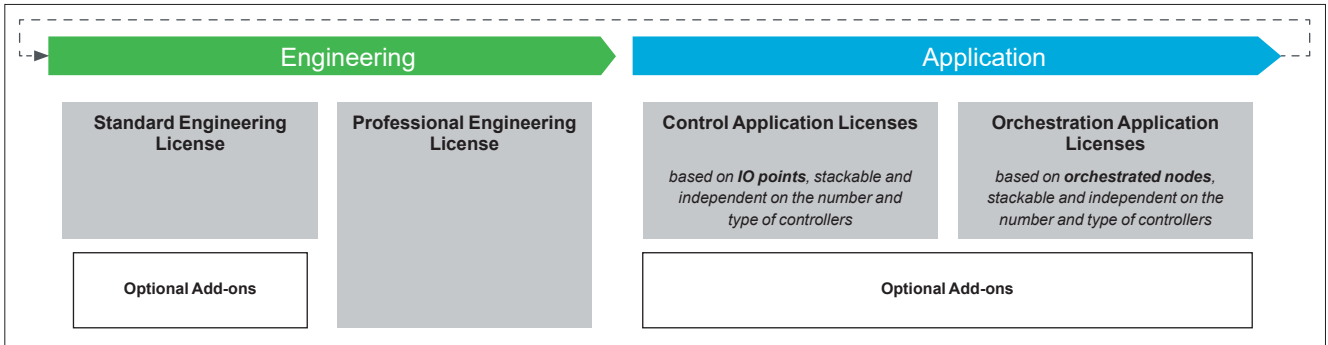 Engineering
Application
Standard Engineering
License
Professional Engineering
License
Control Application Licenses
based on IO points, stackable and
independent on the number and
type of controllers
Orchestration Application
Licenses
based on orchestrated nodes,
stackable and independent on the
number and type of controllers
Optional Add-ons
Optional Add-ons